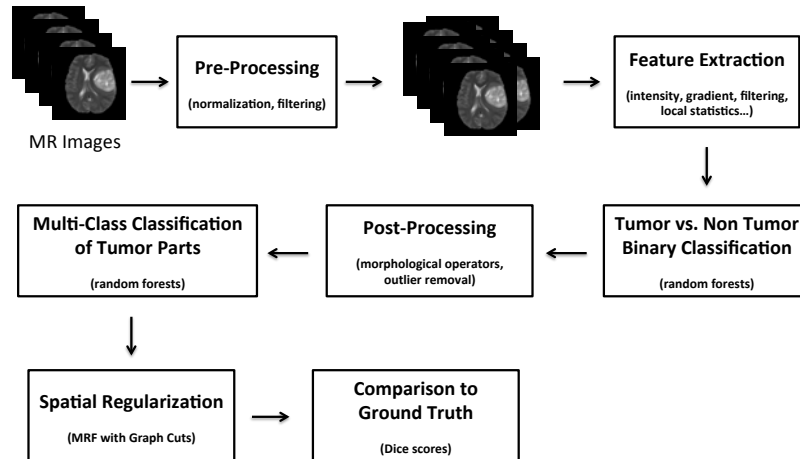 MR Images
Pre-Processing
(normalization, filtering)
Feature Extraction
(intensity, gradient, filtering,
local statistics...)
Tumor vs. Non Tumor
Binary Classification
(random forests)
Post-Processing
(morphological operators,
outlier removal)
Multi-Class Classification
of Tumor Parts
(random forests)
Spatial Regularization
(MRF with Graph Cuts)
Comparison to
Ground Truth
(Dice scores)